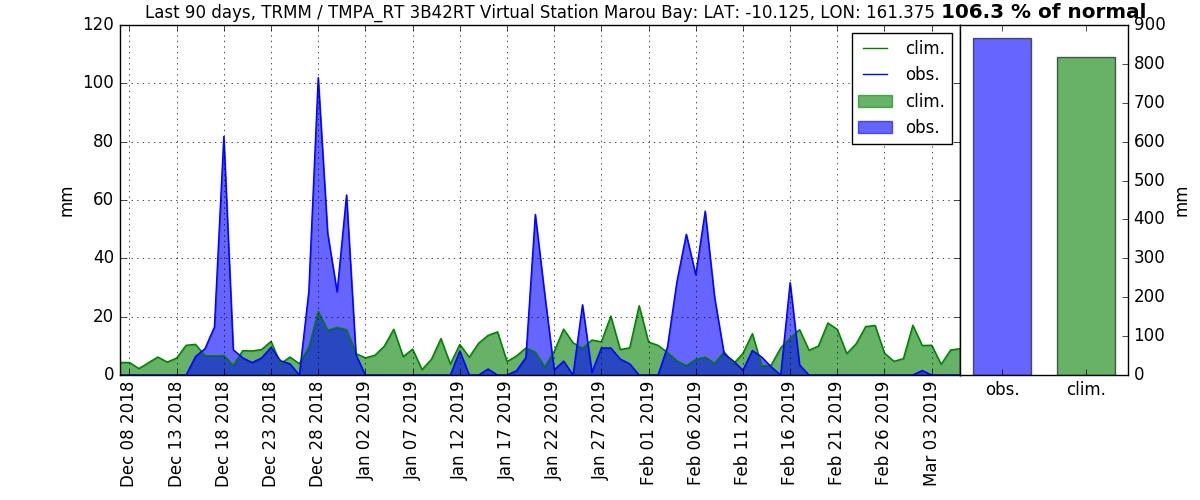 Last 90 days, TRMM / TMPA_RT 3B42RT Virtual Station Marou Bay: LAT: -10.125, LON: 161.375 106.3 % of normal
120
100
80
60
40
20
0
mm
clim.
obs.
clim.
obs.
900
800
700
600
500
400
300
200
100
0
mm
Dec 08 2018
Dec 13 2018
Dec 18 2018
Dec 23 2018
Dec 28 2018
Jan 02 2019
Jan 07 2019
Jan 12 2019
Jan 17 2019
Jan 22 2019
Jan 27 2019
Feb 01 2019
Feb 06 2019
Feb 11 2019
Feb 16 2019
Feb 21 2019
Feb 26 2019
Mar 03 2019
obs.
clim.